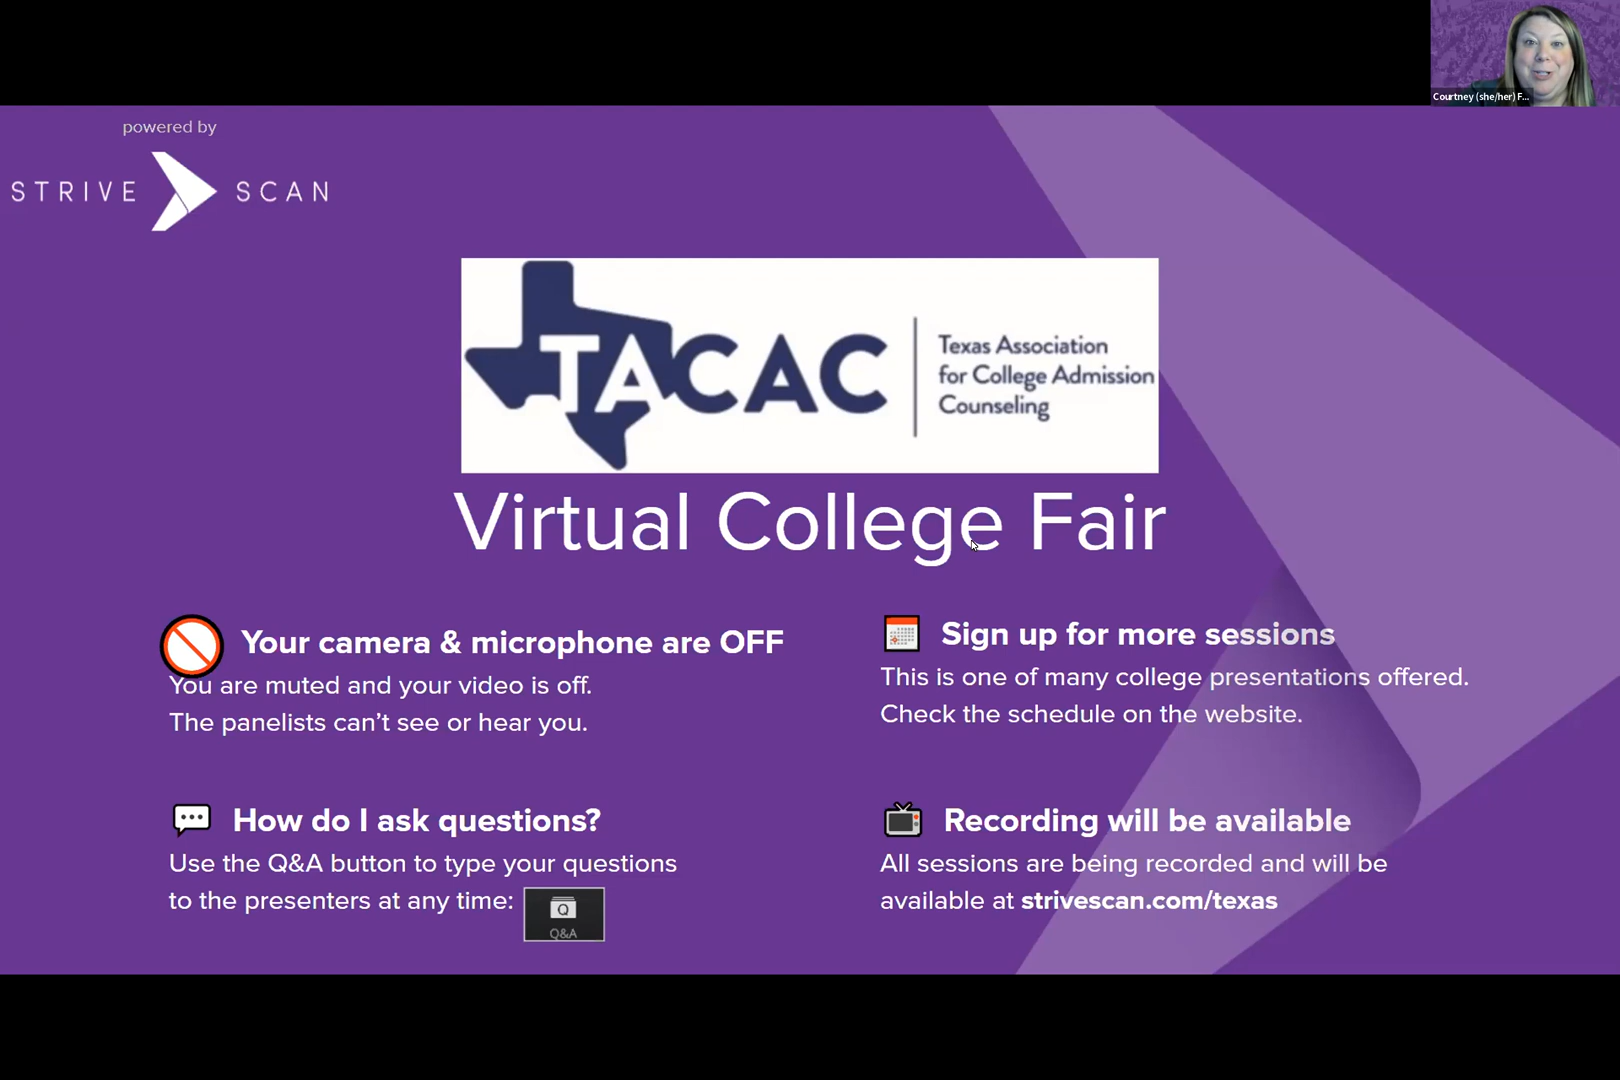 Courtney (she/her) F...
powered by
STRIVE SCAN
TACAC
Texas Association
for College Admission
Counseling
Virtual College Fair
Your camera & microphone are OFF
You are muted and your video is off.
The panelists can’t see or hear you.
Sign up for more sessions
This is one of many college presentations offered.
Check the schedule on the website.
How do I ask questions?
Use the Q&A button to type your questions
to the presenters at any time:
Q
Q&A
Recording will be available
All sessions are being recorded and will be
available at strivescan.com/texas